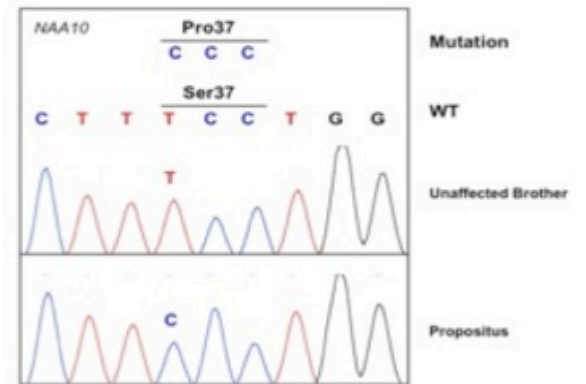 NAA10
Pro37
C C C
Mutation
Ser37
C T T T C C T G G
WT
T
Unaffected Brother
C
Propositus